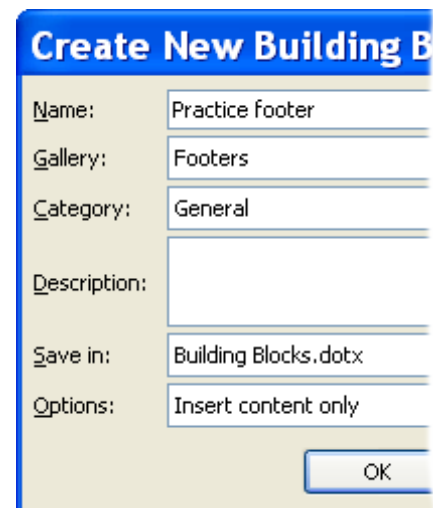 Create New Building B
Name: Practice footer
Gallery: Footers
Category: General
Description:
Save in: Building Blocks.dotx
Options: Insert content only
OK